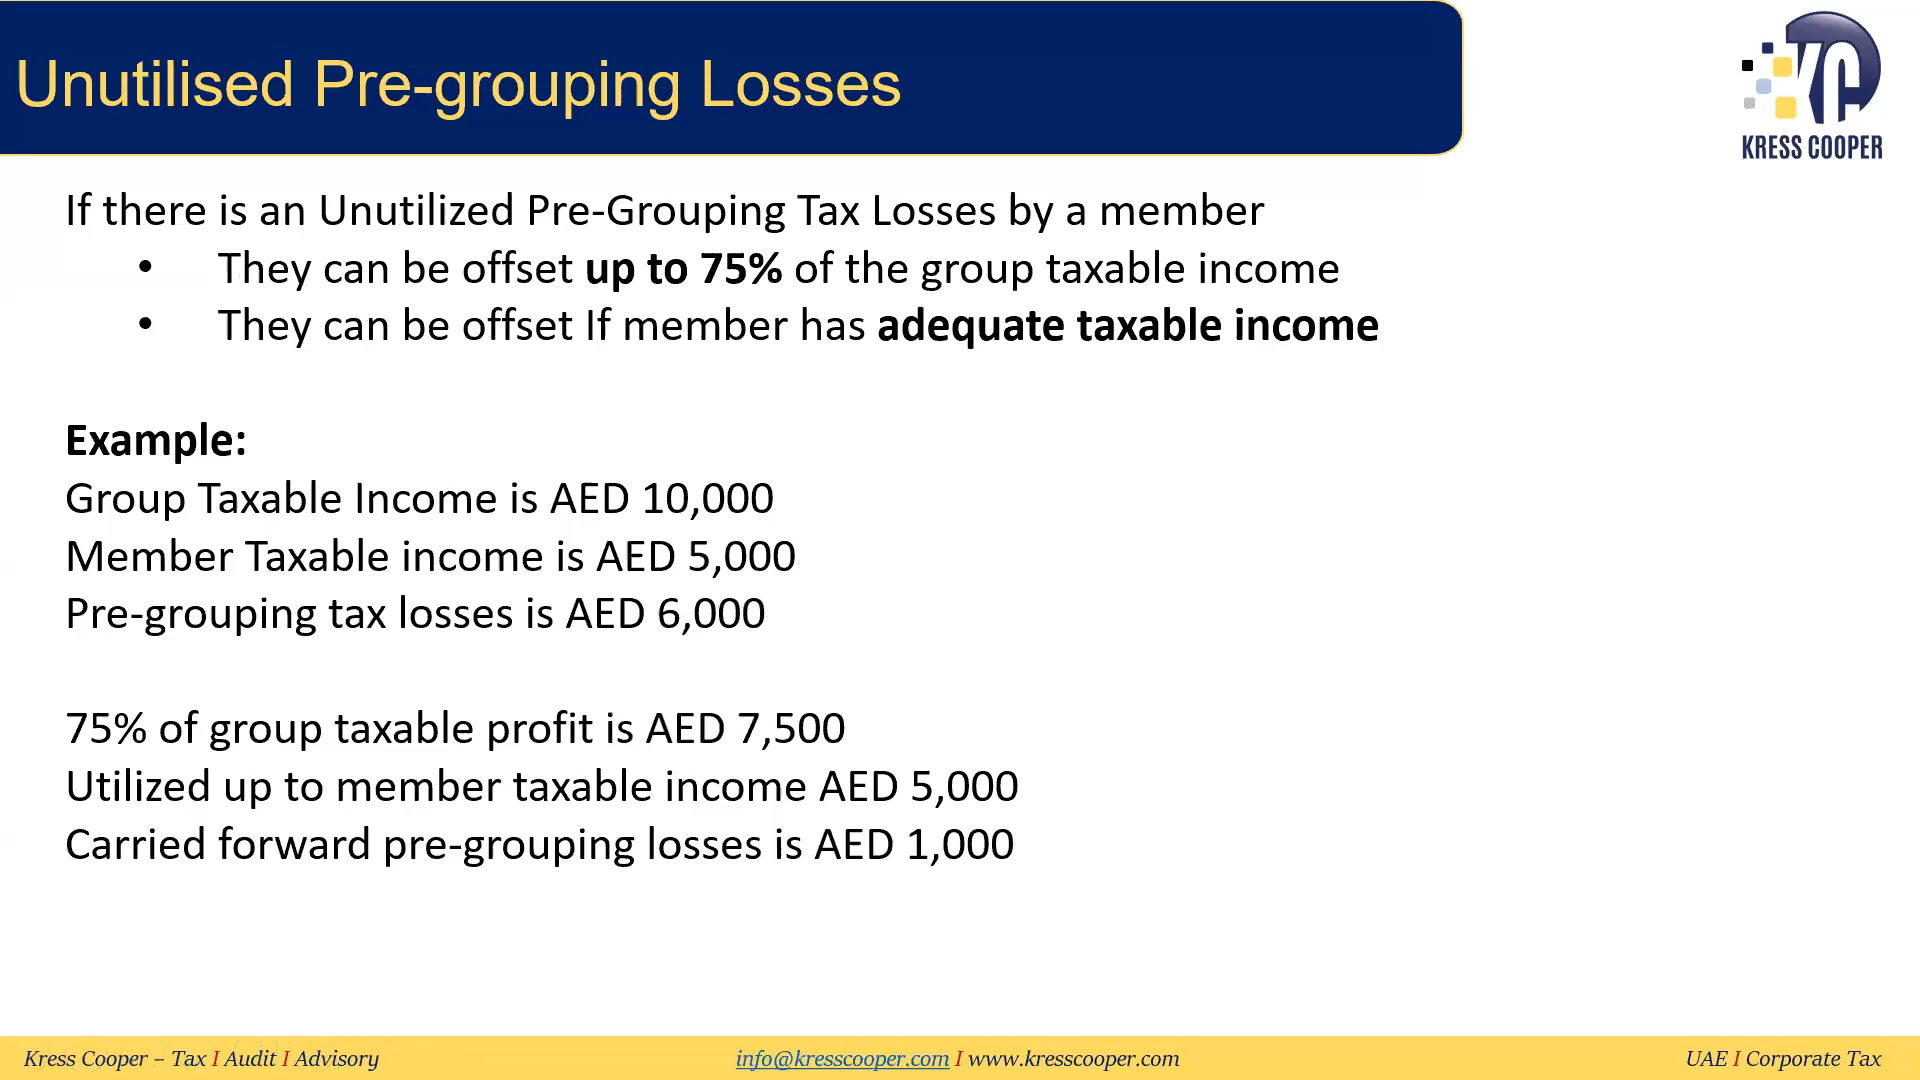 Unutilised Pre-grouping Losses
KC
KRESS COOPER
If there is an Unutilized Pre-Grouping Tax Losses by a member
• They can be offset up to 75% of the group taxable income
• They can be offset If member has adequate taxable income
Example:
Group Taxable Income is AED 10,000
Member Taxable income is AED 5,000
Pre-grouping tax losses is AED 6,000
75% of group taxable profit is AED 7,500
Utilized up to member taxable income AED 5,000
Carried forward pre-grouping losses is AED 1,000
Kress Cooper – Tax I Audit I Advisory
info@kresscooper.com I www.kresscooper.com
UAE I Corporate Tax